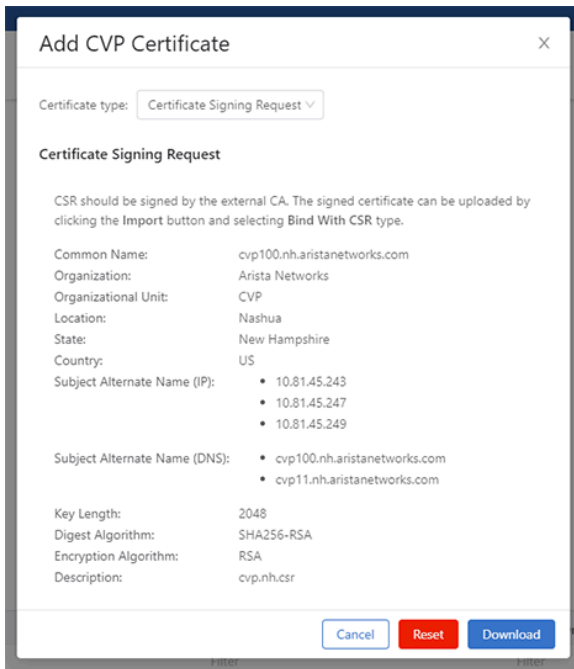 Add CVP Certificate
Certificate type: Certificate Signing Request
Certificate Signing Request
CSR should be signed by the external CA. The signed certificate can be uploaded by
clicking the Import button and selecting Bind With CSR type.
Common Name: cvp100.nh.aristanetworks.com
Organization: Arista Networks
Organizational Unit: CVP
Location: Nashua
State: New Hampshire
Country: US
Subject Alternate Name (IP): • 10.81.45.243
• 10.81.45.247
• 10.81.45.249
Subject Alternate Name (DNS): • cvp100.nh.aristanetworks.com
• cvp11.nh.aristanetworks.com
Key Length: 2048
Digest Algorithm: SHA256-RSA
Encryption Algorithm: RSA
Description: cvp.nh.csr
Cancel Reset Download
Filter Filter